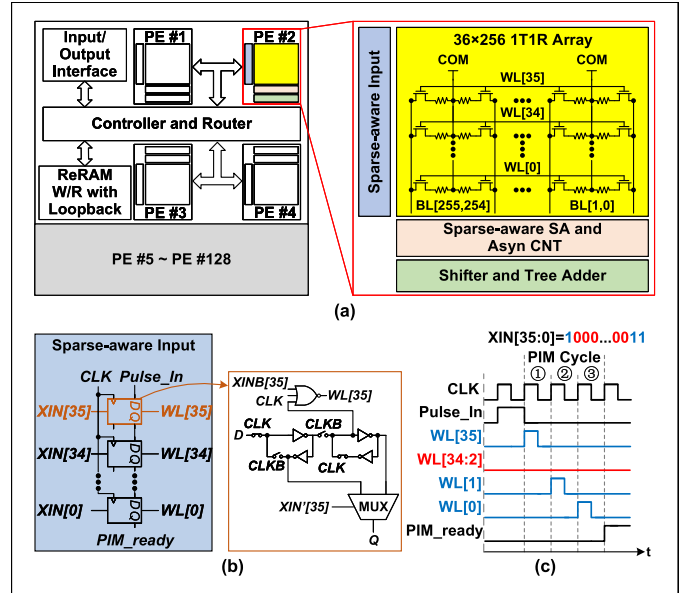 Input/
Output
Interface
PE #1
PE #2
Controller and Router
ReRAM
W/R with
Loopback
PE #3
PE #4
PE #5 ~ PE #128
Sparse-aware Input
36×256 1T1R Array
COM
COM
WL[35]
WL[34]
WL[0]
BL[255,254]
BL[1,0]
Sparse-aware SA and
Asyn CNT
Shifter and Tree Adder
(a)
Sparse-aware Input
CLK Pulse_In
XIN[35]
DQ
WL[35]
XIN[34]
DQ
WL[34]
XIN[0]
DQ
WL[0]
PIM_ready
XINB[35]
CLK
WL[35]
D
CLK
CLKB
CLKB
CLK
XIN'[35]
MUX
Q
(b)
XIN[35:0]=1000...0011
PIM Cycle
① ② ③
CLK
Pulse_In
WL[35]
WL[34:2]
WL[1]
WL[0]
PIM_ready
t
(c)